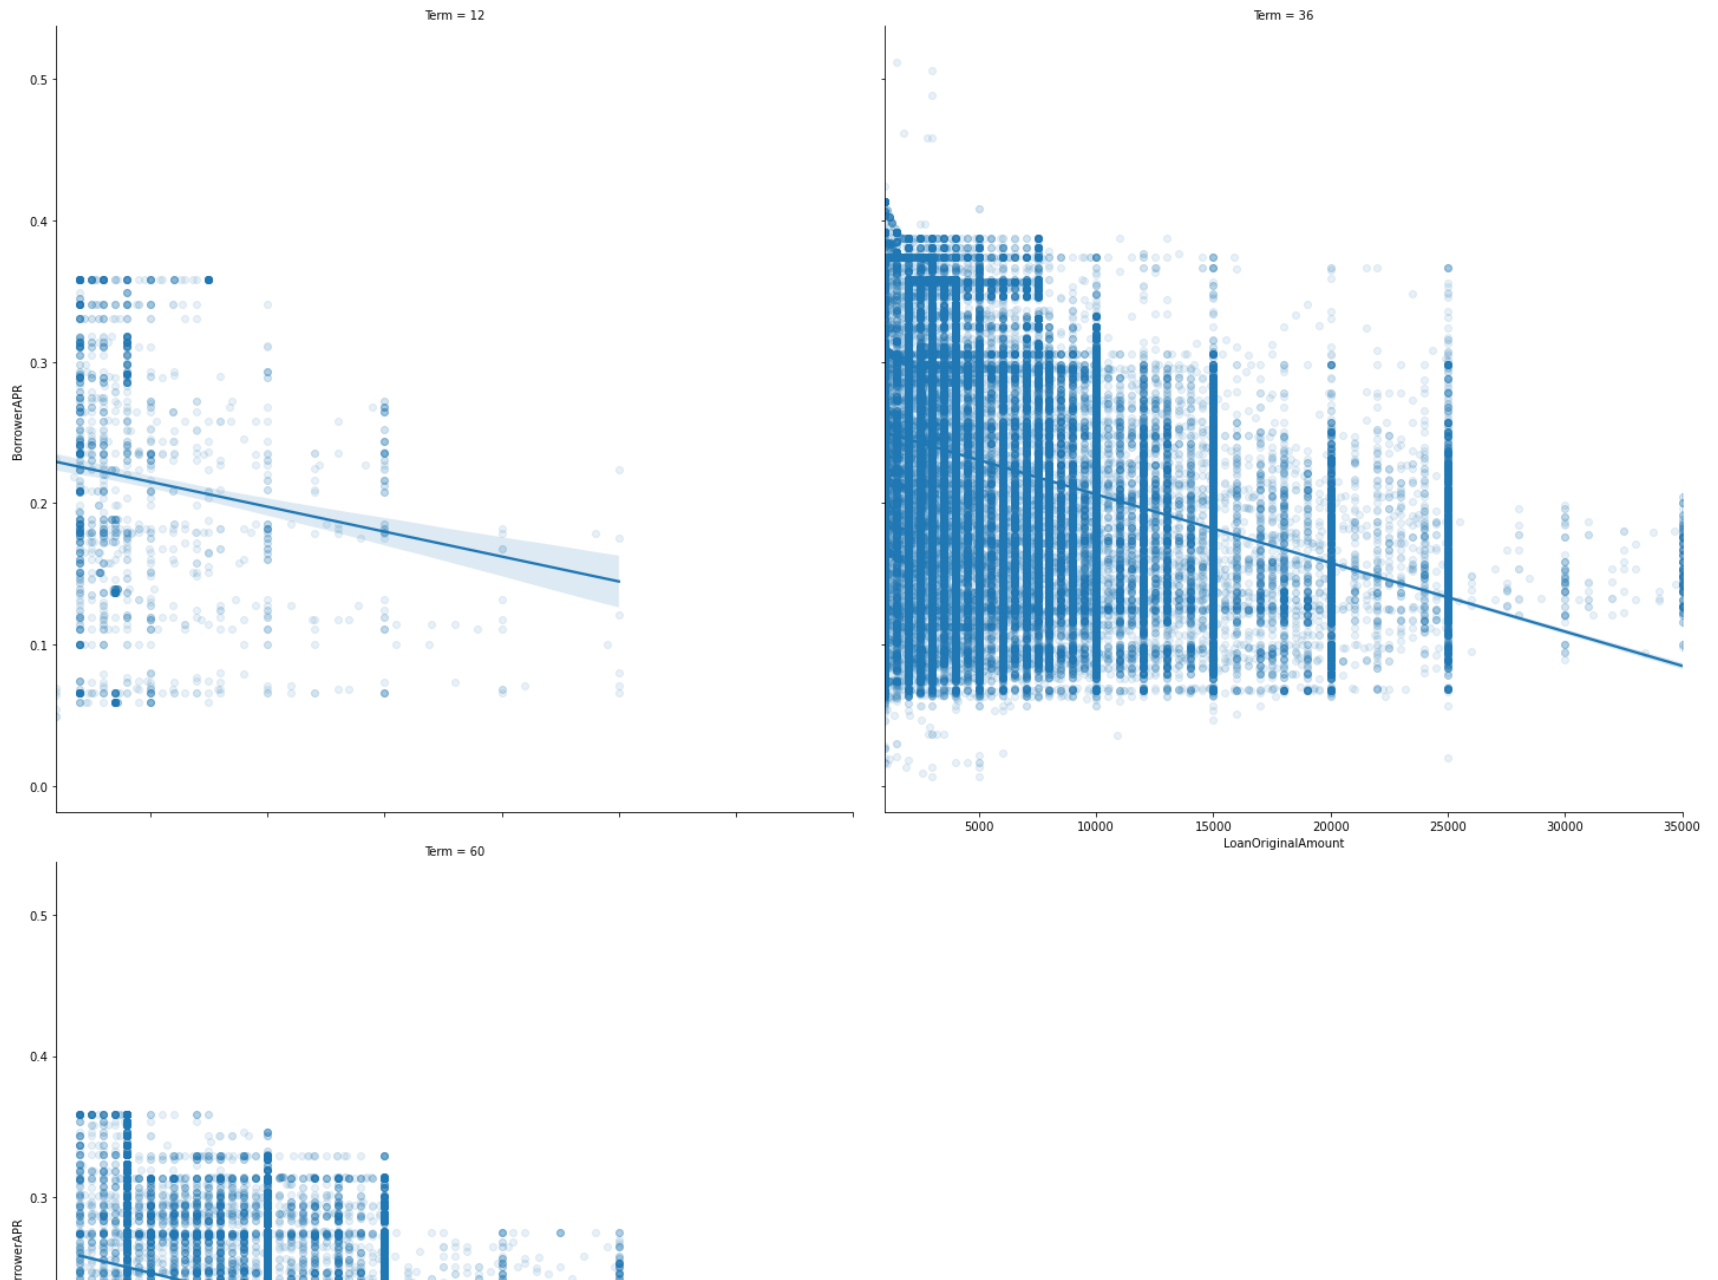 Term = 12
Term = 36
0.5
0.4
0.3
0.2
0.1
0.0
BorrowerAPR
5000 10000 15000 20000 25000 30000 35000
LoanOriginalAmount
Term = 60
0.5
0.4
0.3
rrowerAPR